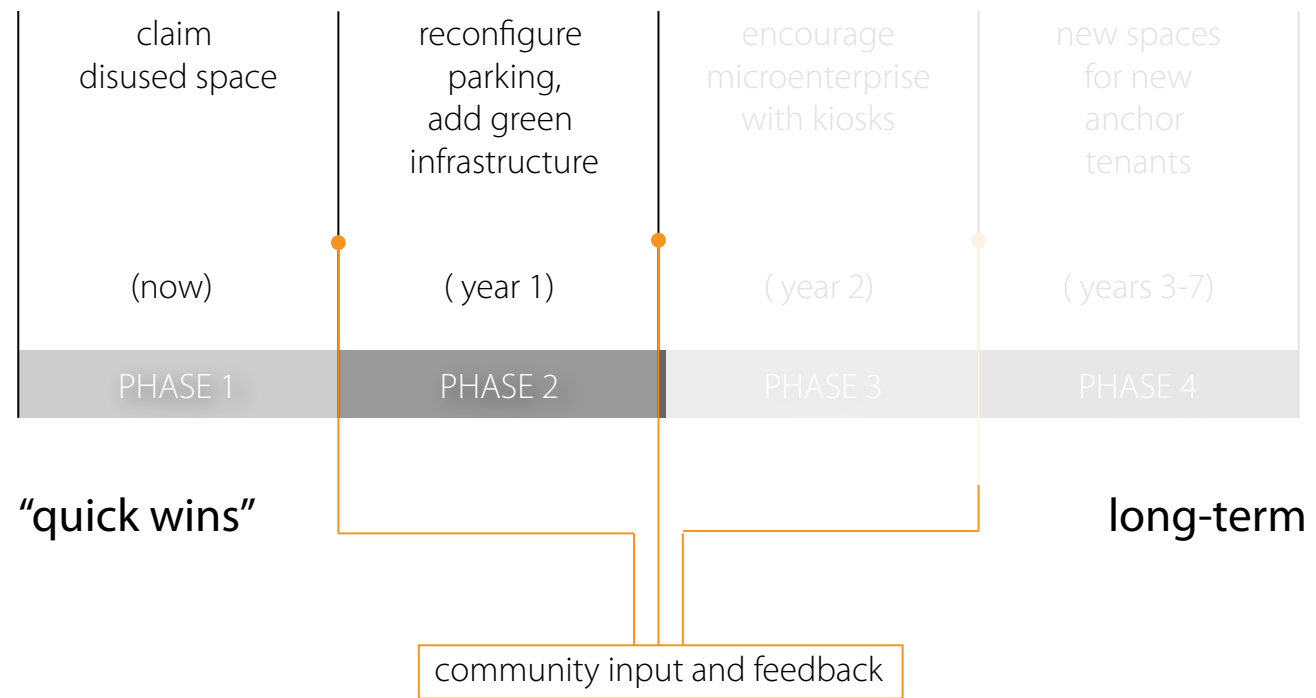 claim
disused space
(now)
PHASE 1
reconfigure
parking,
add green
infrastructure
( year 1)
PHASE 2
encourage
microenterprise
with kiosks
( year 2)
PHASE 3
new spaces
for new
anchor
tenants
( years 3-7)
PHASE 4
“quick wins”
long-term
community input and feedback